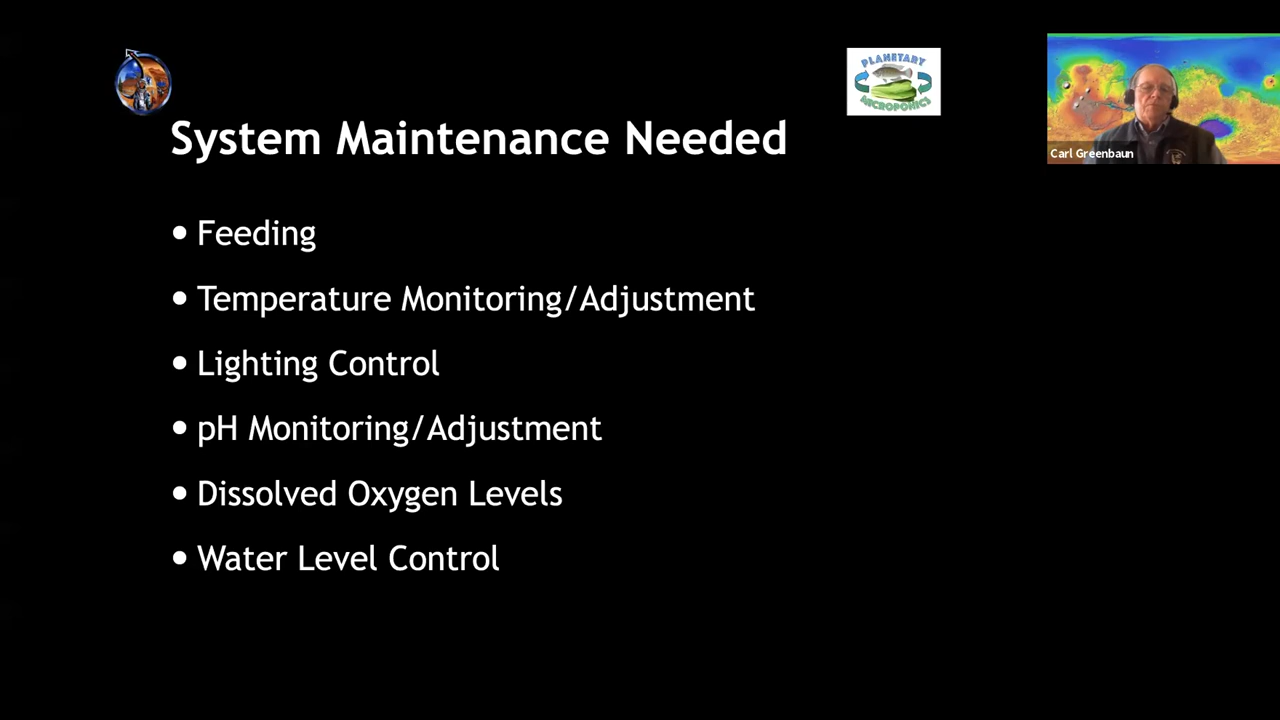 PLANETARY
MICROPONICS
System Maintenance Needed
Carl Greenbaun
• Feeding
• Temperature Monitoring/Adjustment
• Lighting Control
• pH Monitoring/Adjustment
• Dissolved Oxygen Levels
• Water Level Control